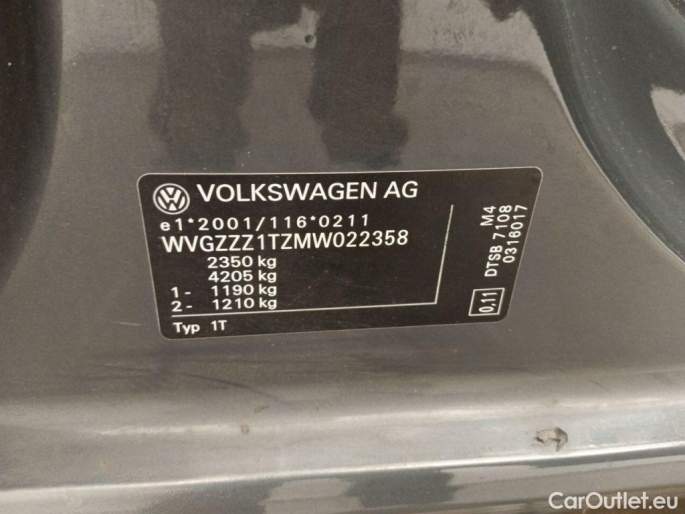 VOLKSWAGEN AG
e1*2001/116*0211
WVGZZZ1TZMW022358
2350 kg
4205 kg
1- 1190 kg
2- 1210 kg
Typ 1T
M4
DTSB 7108
0316017
0,11
CarOutlet.eu